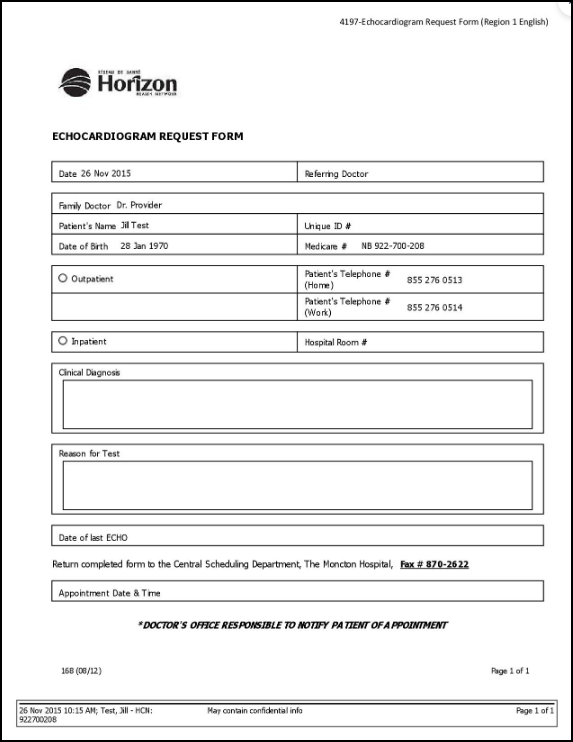 4197-Echocardiogram Request Form (Region 1 English)
RÉSEAU DE SANTÉ
Horizon
HEALTH NETWORK
ECHOCARDIOGRAM REQUEST FORM
Date 26 Nov 2015 Referring Doctor
Family Doctor Dr. Provider
Patient's Name Jill Test Unique ID #
Date of Birth 28 Jan 1970 Medicare # NB 922-700-208
Outpatient Patient's Telephone # (Home) 855 276 0513
Patient's Telephone # (Work) 855 276 0514
Inpatient Hospital Room #
Clinical Diagnosis
Reason for Test
Date of last ECHO
Return completed form to the Central Scheduling Department, The Moncton Hospital, Fax # 870-2622
Appointment Date & Time
*DOCTOR'S OFFICE RESPONSIBLE TO NOTIFY PATIENT OF APPOINTMENT
168 (08/12) Page 1 of 1
26 Nov 2015 10:15 AM; Test, Jill - HCN: May contain confidential info Page 1 of 1
922700208